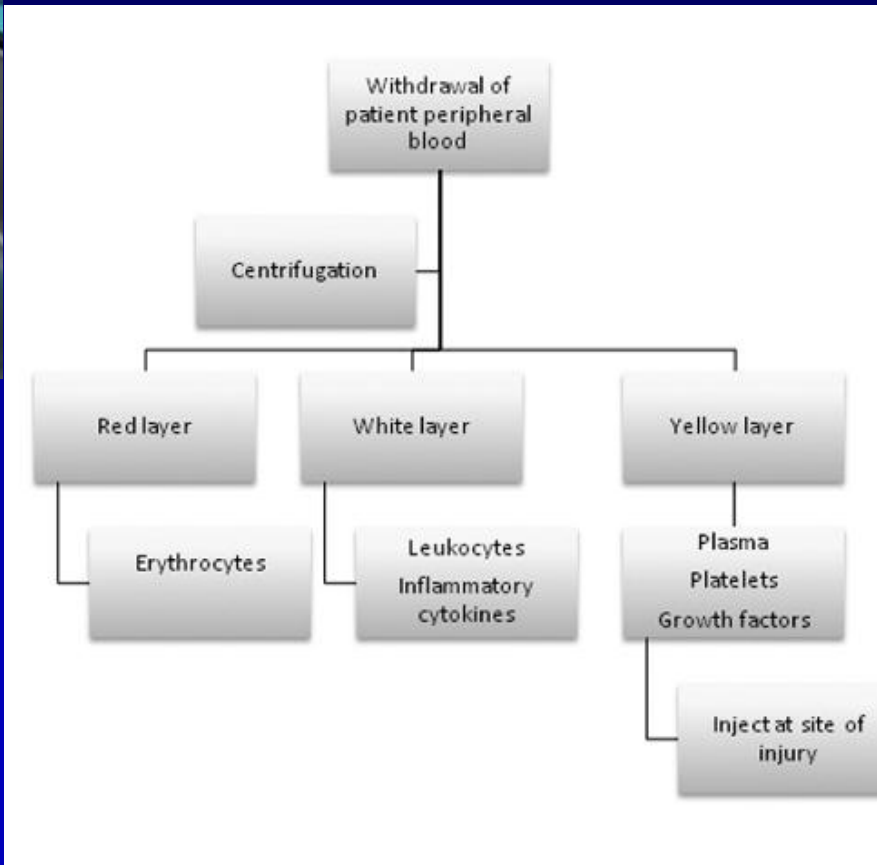 Withdrawal of
patient peripheral
blood
Centrifugation
Red layer
White layer
Yellow layer
Erythrocytes
Leukocytes
Inflammatory
cytokines
Plasma
Platelets
Growth factors
Inject at site of
injury